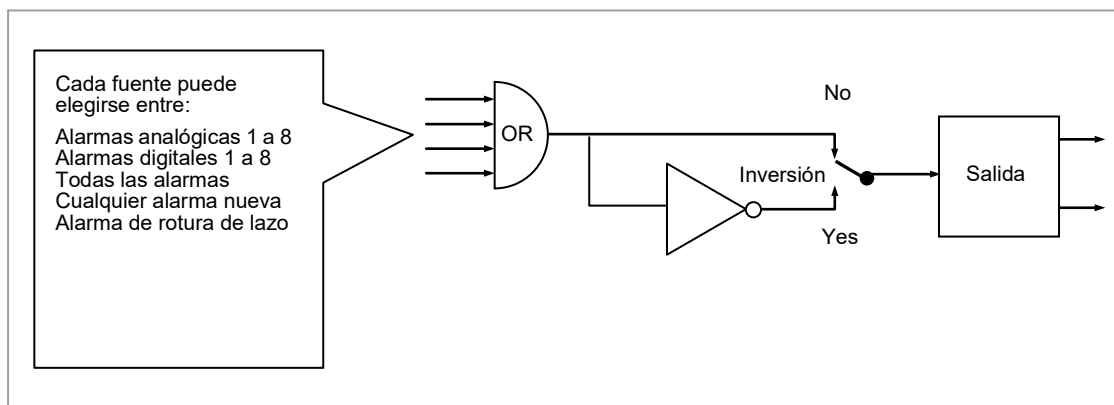 Cada fuente puede
elegirse entre:
Alarmas analógicas 1 a 8
Alarmas digitales 1 a 8
Todas las alarmas
Cualquier alarma nueva
Alarma de rotura de lazo
OR
No
Inversión
Yes
Salida